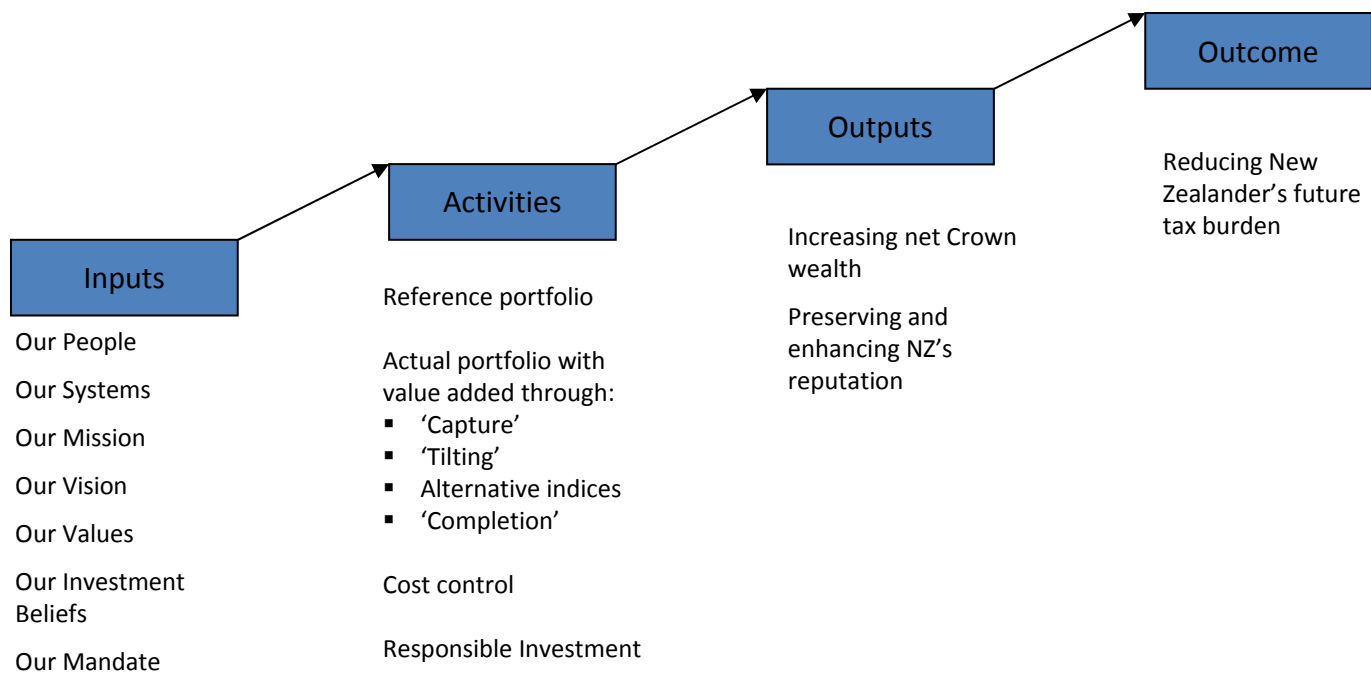 Inputs
Our People
Our Systems
Our Mission
Our Vision
Our Values
Our Investment
Beliefs
Our Mandate
Activities
Reference portfolio
Actual portfolio with
value added through:
▪ ‘Capture’
▪ ‘Tilting’
▪ Alternative indices
▪ ‘Completion’
Cost control
Responsible Investment
Outputs
Increasing net Crown
wealth
Preserving and
enhancing NZ’s
reputation
Outcome
Reducing New
Zealander’s future
tax burden